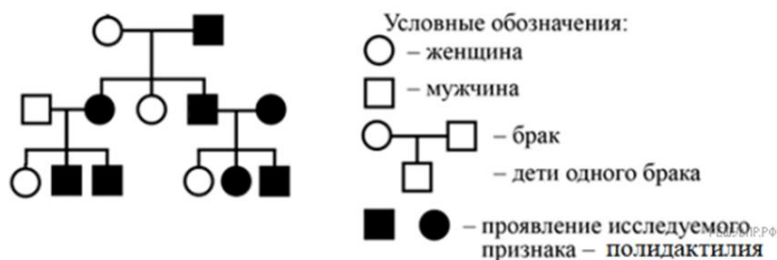 Условные обозначения:
– женщина
– мужчина
– брак
– дети одного брака
– проявление исследуемого
признака – полидактилия